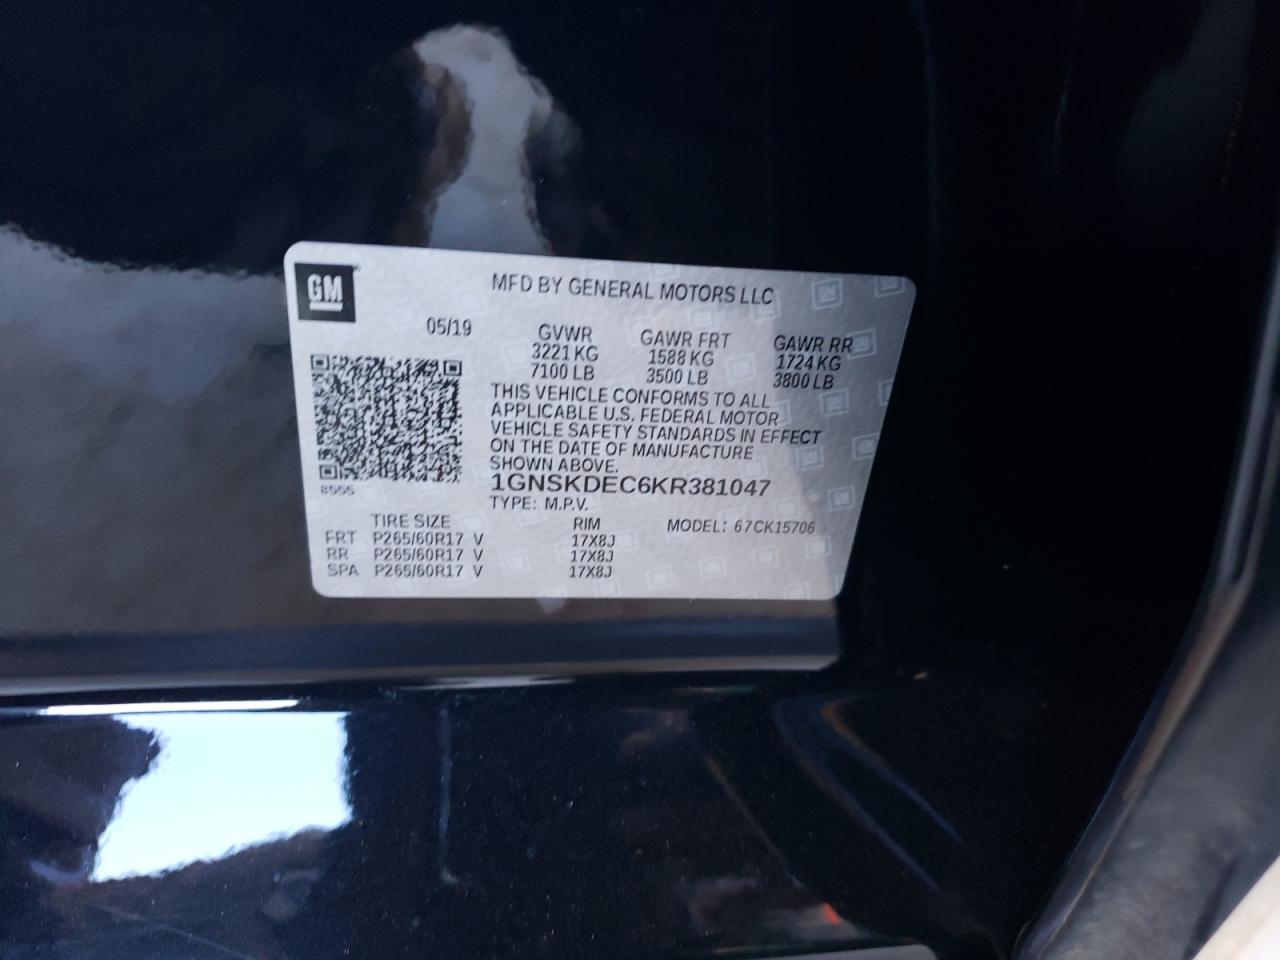 GM
MFD BY GENERAL MOTORS LLC
05/19 GVWR GAWR FRT GAWR RR
3221 KG 1588 KG 1724 KG
7100 LB 3500 LB 3800 LB
THIS VEHICLE CONFORMS TO ALL
APPLICABLE U.S. FEDERAL MOTOR
VEHICLE SAFETY STANDARDS IN EFFECT
ON THE DATE OF MANUFACTURE
SHOWN ABOVE.
1GNSKDEC6KR381047
TYPE: M.P.V.
TIRE SIZE RIM MODEL: 67CK15706
FRT P265/60R17 V 17X8J
RR P265/60R17 V 17X8J
SPA P265/60R17 V 17X8J